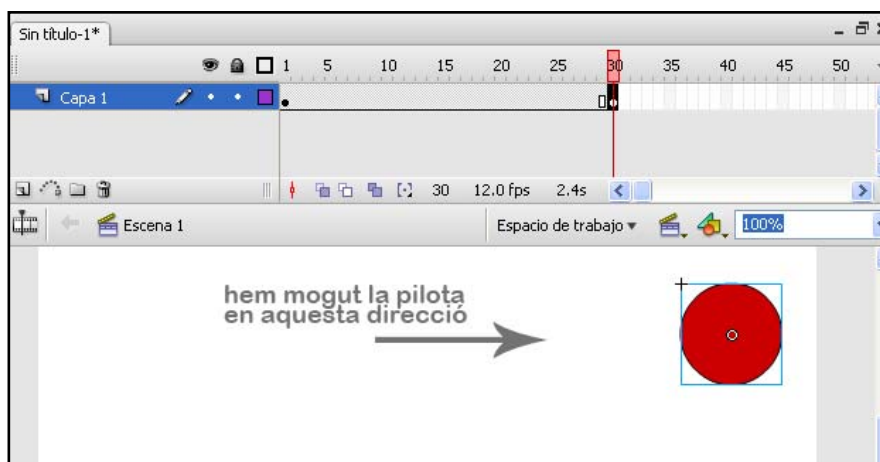 Sin título-1*
1 5 10 15 20 25 30 35 40 45 50
Capa 1
30 12.0 fps 2.4s
Escena 1 Espacio de trabajo 100%
hem mogut la pilota
en aquesta direcció